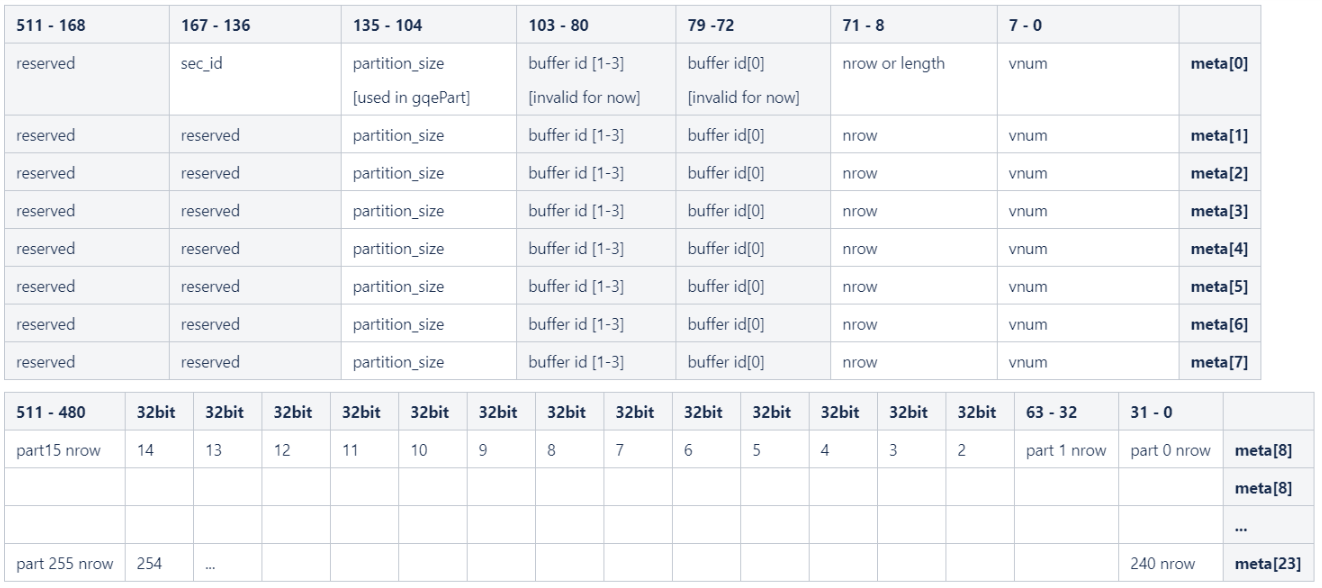 511 - 168 167 - 136 135 - 104 103 - 80 79 -72 71 - 8 7 - 0
reserved sec_id partition_size buffer id [1-3] buffer id[0] nrow or length vnum meta[0]
[used in gqePart] [invalid for now] [invalid for now]
reserved reserved partition_size buffer id [1-3] buffer id[0] nrow vnum meta[1]
reserved reserved partition_size buffer id [1-3] buffer id[0] nrow vnum meta[2]
reserved reserved partition_size buffer id [1-3] buffer id[0] nrow vnum meta[3]
reserved reserved partition_size buffer id [1-3] buffer id[0] nrow vnum meta[4]
reserved reserved partition_size buffer id [1-3] buffer id[0] nrow vnum meta[5]
reserved reserved partition_size buffer id [1-3] buffer id[0] nrow vnum meta[6]
reserved reserved partition_size buffer id [1-3] buffer id[0] nrow vnum meta[7]
511 - 480 32bit 32bit 32bit 32bit 32bit 32bit 32bit 32bit 32bit 32bit 32bit 32bit 32bit 63 - 32 31 - 0
part15 nrow 14 13 12 11 10 9 8 7 6 5 4 3 2 part 1 nrow part 0 nrow meta[8]
meta[8]
...
part 255 nrow 254 ... 240 nrow meta[23]